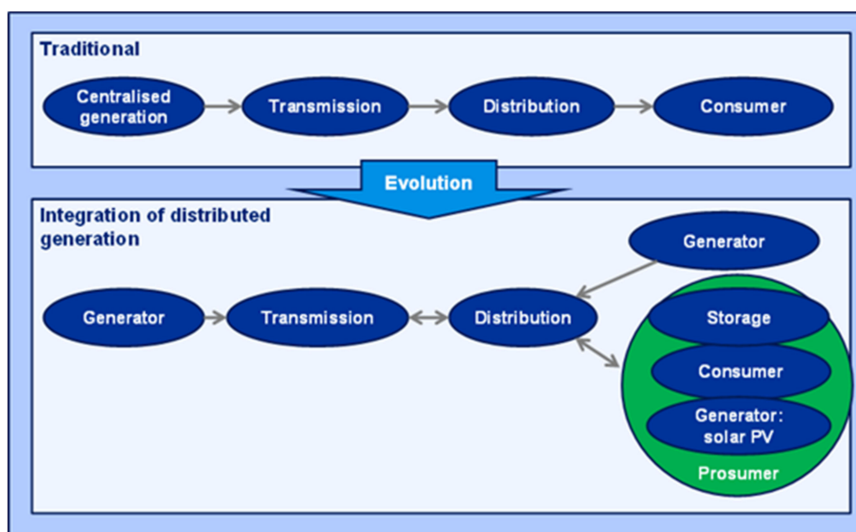 Traditional
Centralised
generation
Transmission
Distribution
Consumer
Evolution
Integration of distributed
generation
Generator
Generator
Transmission
Distribution
Storage
Consumer
Generator:
solar PV
Prosumer